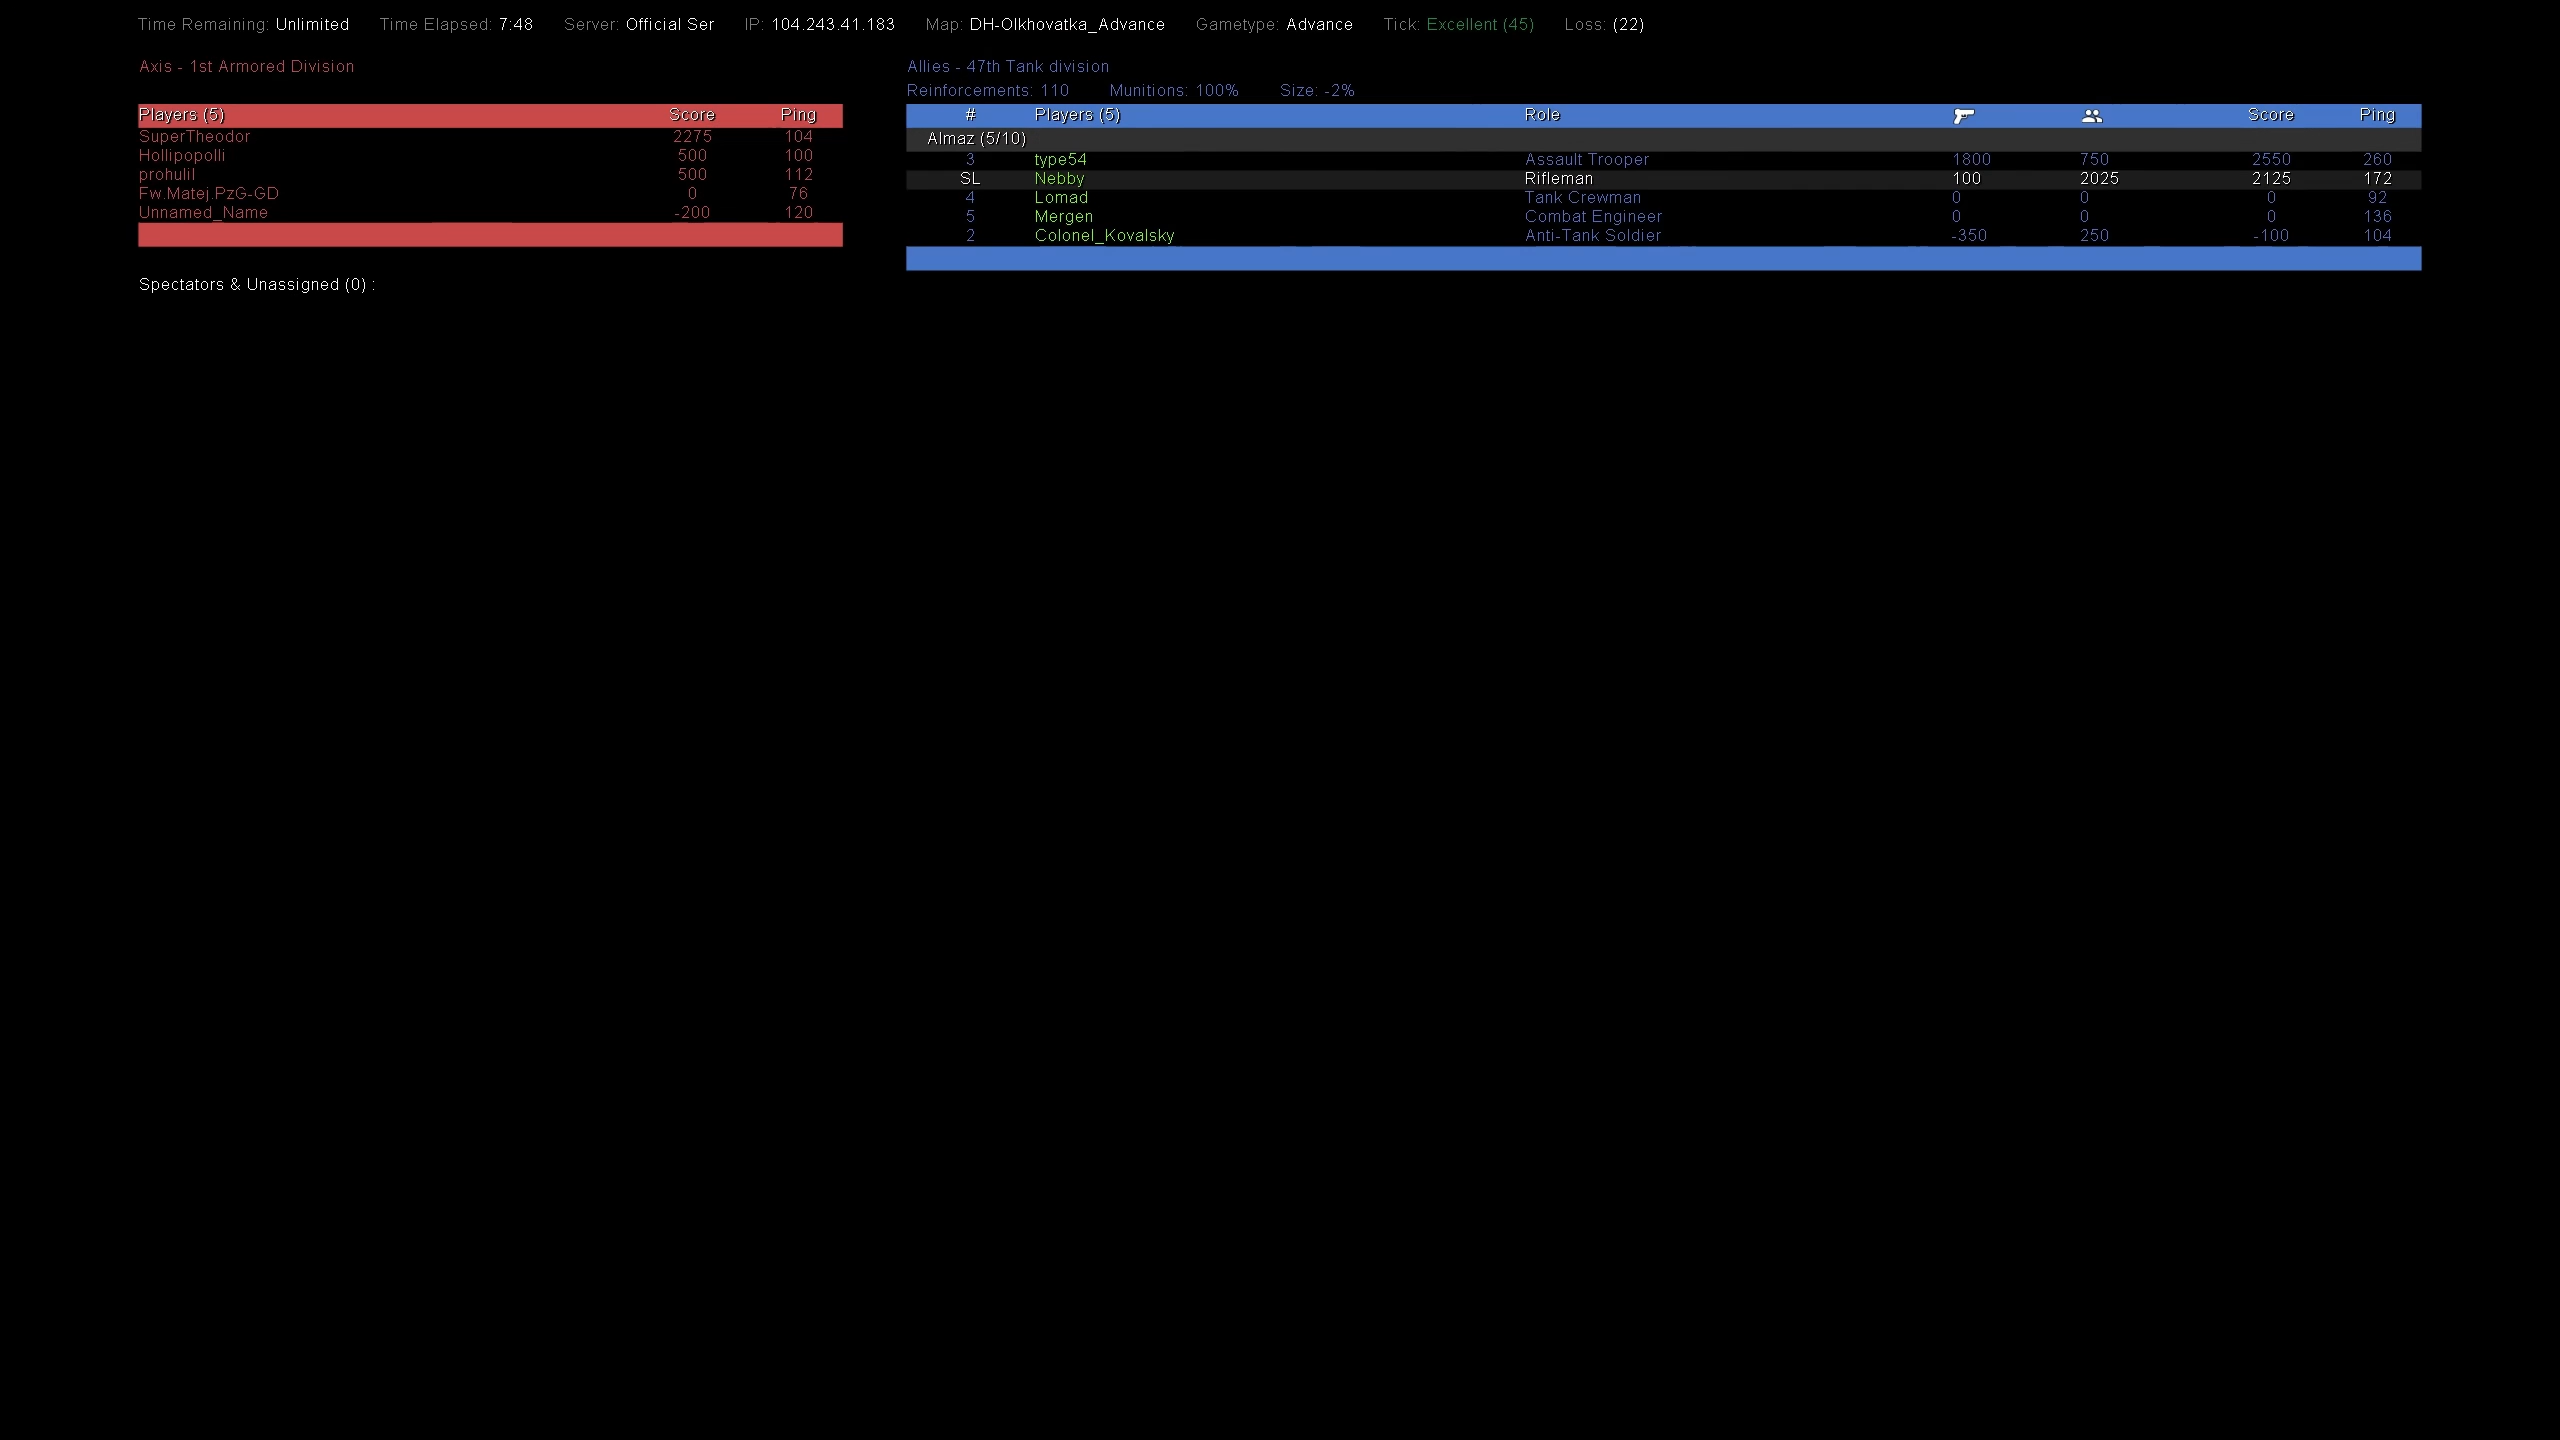 Time Remaining: Unlimited Time Elapsed: 7:48 Server: Official Ser IP: 104.243.41.183 Map: DH-Olkhovatka_Advance Gametype: Advance Tick: Excellent (45) Loss: (22)
Axis - 1st Armored Division
Players (5) Score Ping
SuperTheodor 2275 104
Hollipopolli 500 100
prohulil 500 112
Fw.Matej.PzG-GD 0 76
Unnamed_Name -200 120
Spectators & Unassigned (0) :
Allies - 47th Tank division
Reinforcements: 110 Munitions: 100% Size: -2%
# Players (5) Role Score Ping
Almaz (5/10)
3 type54 Assault Trooper 1800 750 2550 260
SL Nebby Rifleman 100 2025 2125 172
4 Lomad Tank Crewman 0 0 0 92
5 Mergen Combat Engineer 0 0 0 136
2 Colonel_Kovalsky Anti-Tank Soldier -350 250 -100 104